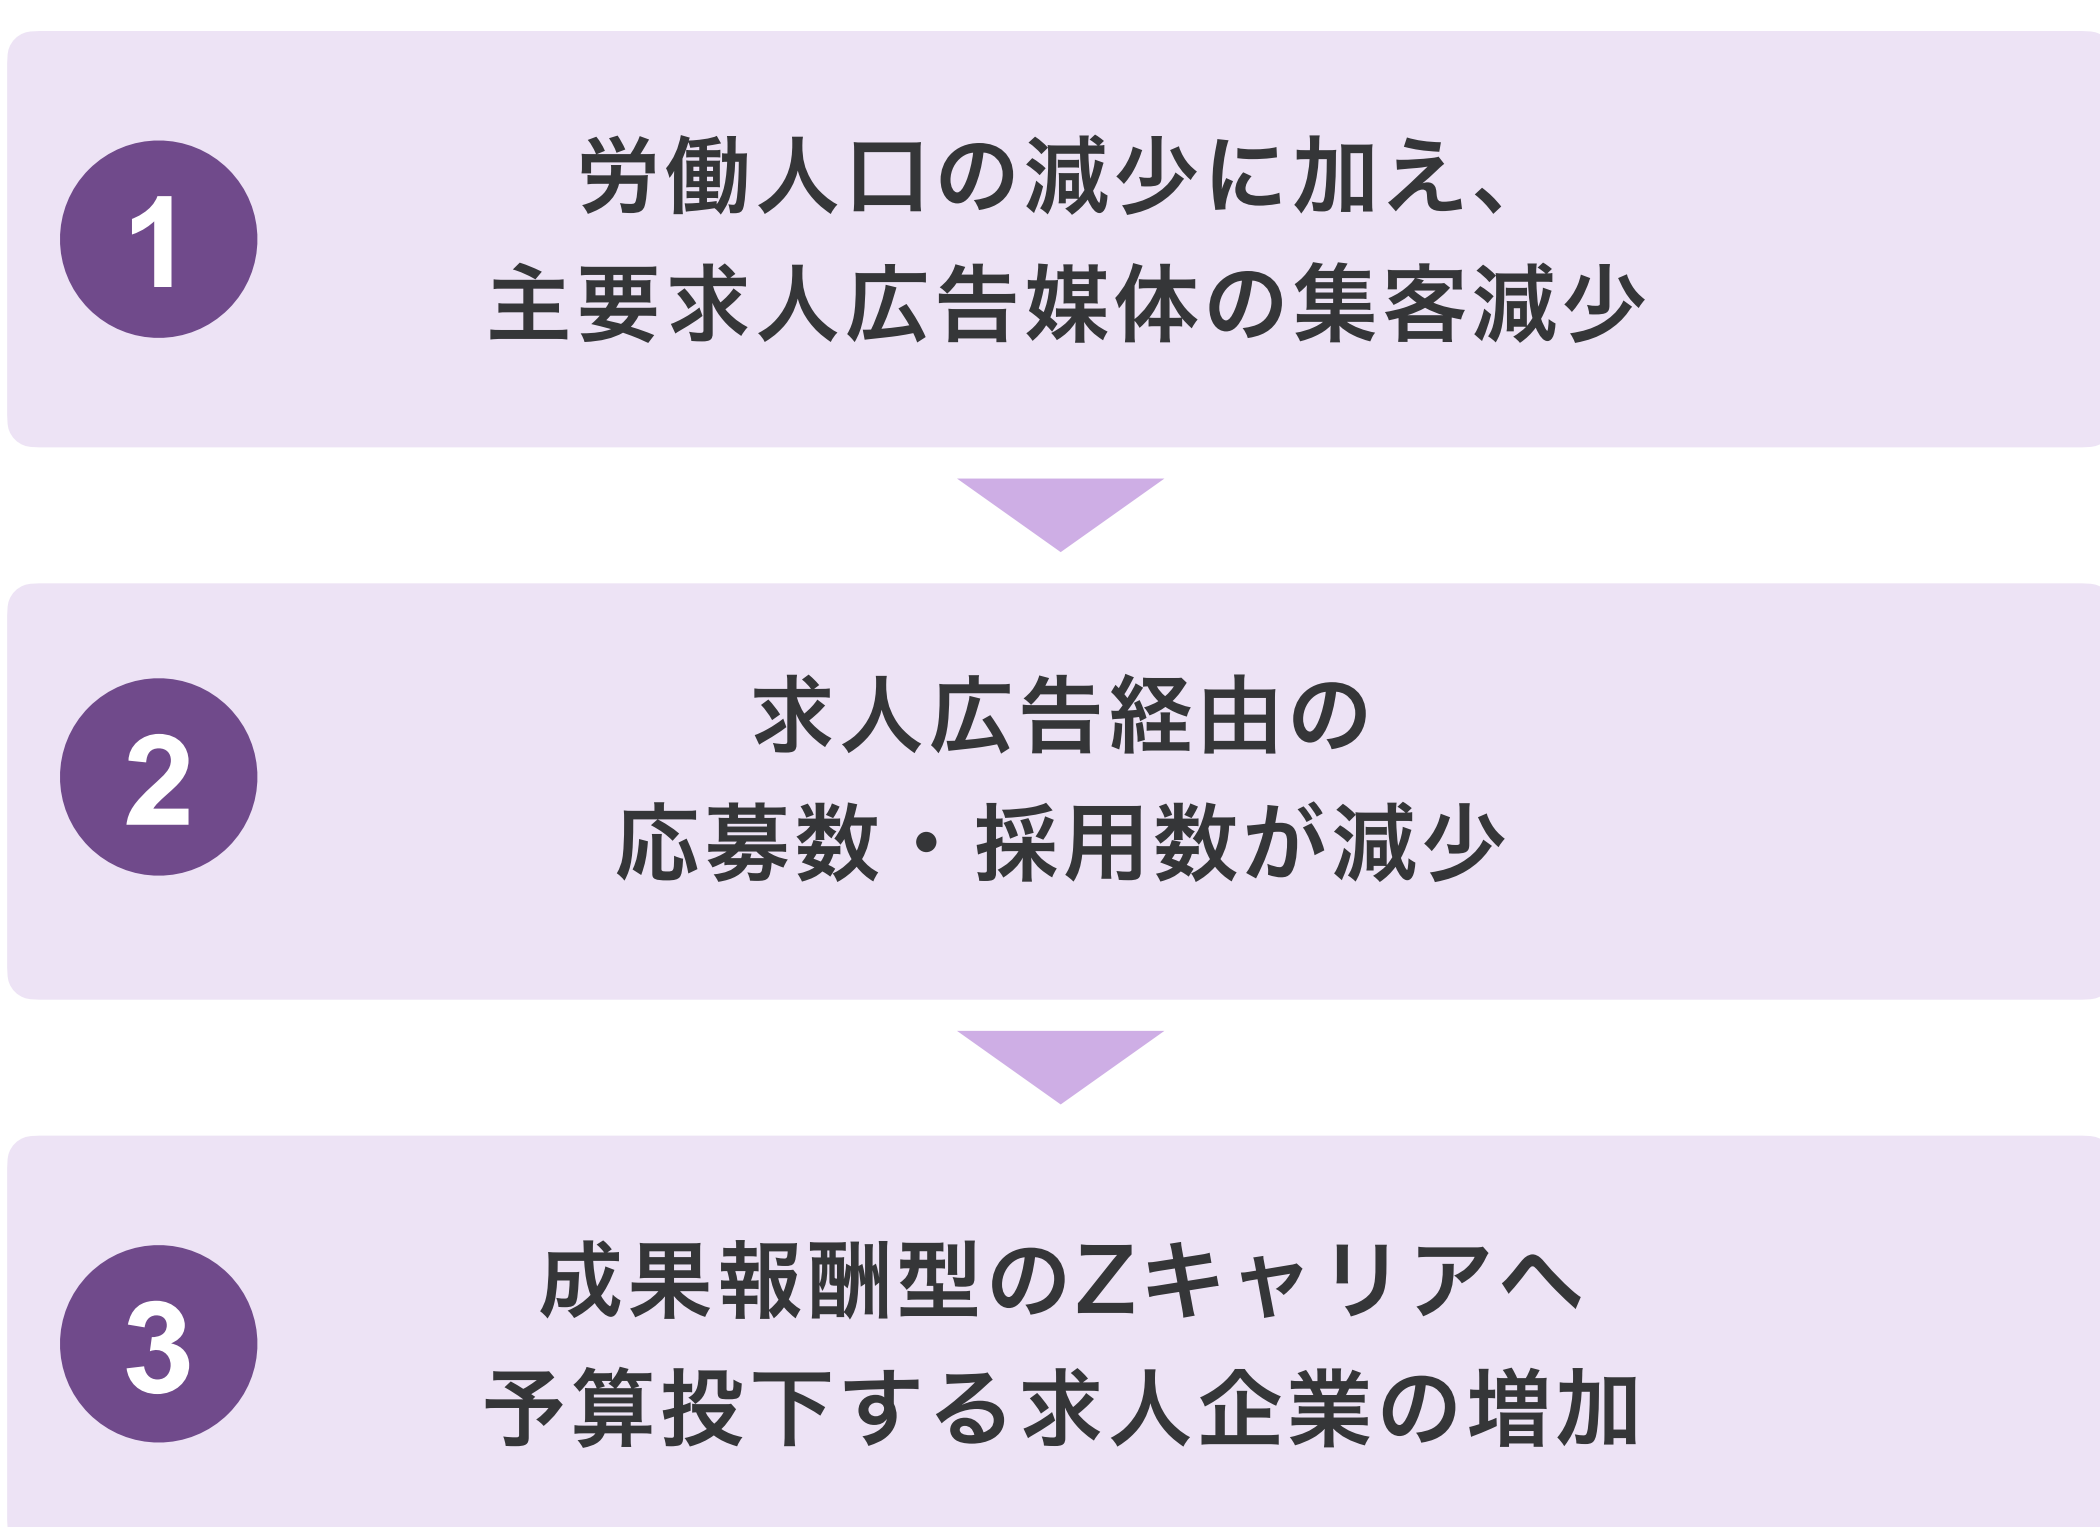 1
労働人口の減少に加え、
主要求人広告媒体の集客減少
2
求人広告経由の
応募数・採用数が減少
3
成果報酬型のZキャリアへ
予算投下する求人企業の増加